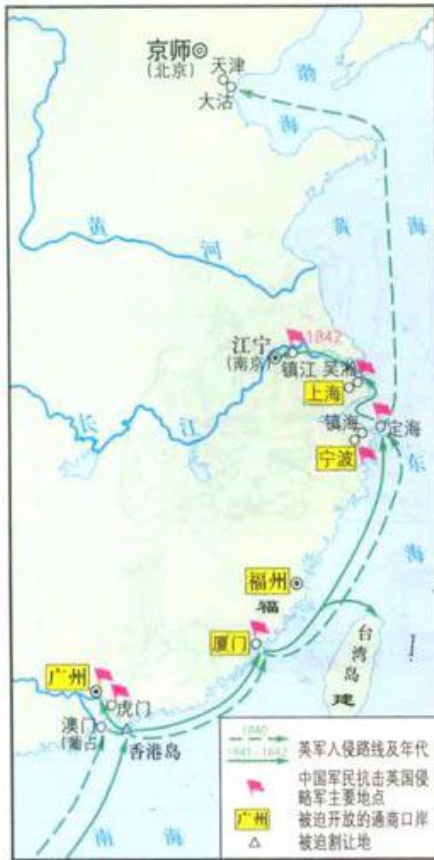 京师
(北京)
天津
大沽
渤
海
黄
河
黄
海
1842
江宁
(南京)
镇江
吴淞
上海
长
江
镇海
定海
宁波
东
海
福州
福
厦门
台
湾
岛
建
广州
虎门
澳门
(葡占)
香港岛
南
海
1840
1841-1842
英军入侵路线及年代
中国军民抗击英国侵
略军主要地点
广州
被迫开放的通商口岸
被迫割让地